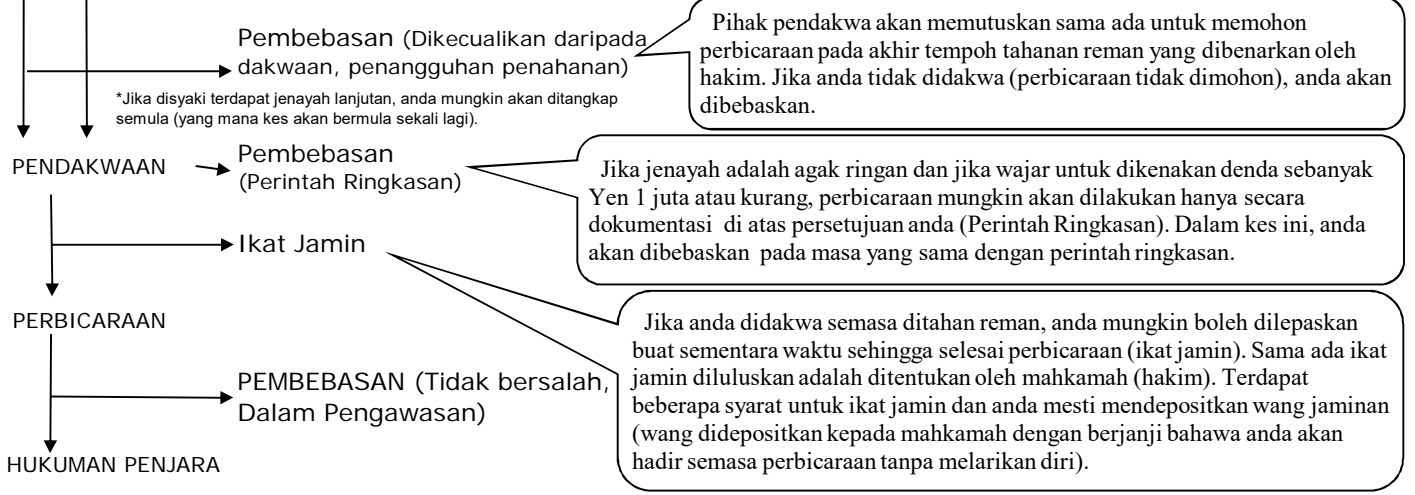 Pembebasan (Dikecualikan daripada
dakwaan, penangguhan penahanan)
Pihak pendakwa akan memutuskan sama ada untuk memohon
perbicaraan pada akhir tempoh tahanan reman yang dibenarkan oleh
hakim. Jika anda tidak didakwa (perbicaraan tidak dimohon), anda akan
dibebaskan.
*Jika disyaki terdapat jenayah lanjutan, anda mungkin akan ditangkap
semula (yang mana kes akan bermula sekali lagi).
PENDAKWAAN
Pembebasan
(Perintah Ringkasan)
Jika jenayah adalah agak ringan dan jika wajar untuk dikenakan denda sebanyak
Yen 1 juta atau kurang, perbicaraan mungkin akan dilakukan hanya secara
dokumentasi di atas persetujuan anda (Perintah Ringkasan). Dalam kes ini, anda
akan dibebaskan pada masa yang sama dengan perintah ringkasan.
Ikat Jamin
PERBICARAAN
Jika anda didakwa semasa ditahan reman, anda mungkin boleh dilepaskan
buat sementara waktu sehingga selesai perbicaraan (ikat jamin). Sama ada ikat
jamin diluluskan adalah ditentukan oleh mahkamah (hakim). Terdapat
beberapa syarat untuk ikat jamin dan anda mesti mendepositkan wang jaminan
(wang didepositkan kepada mahkamah dengan berjanji bahawa anda akan
hadir semasa perbicaraan tanpa melarikan diri).
PEMBEBASAN (Tidak bersalah,
Dalam Pengawasan)
HUKUMAN PENJARA